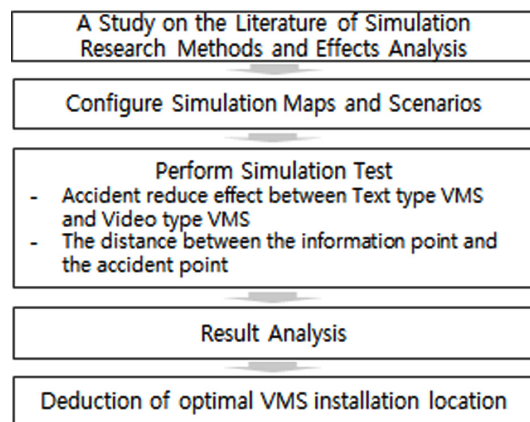 A Study on the Literature of Simulation
Research Methods and Effects Analysis
Configure Simulation Maps and Scenarios
Perform Simulation Test
- Accident reduce effect between Text type VMS
and Video type VMS
- The distance between the information point and
the accident point
Result Analysis
Deduction of optimal VMS installation location